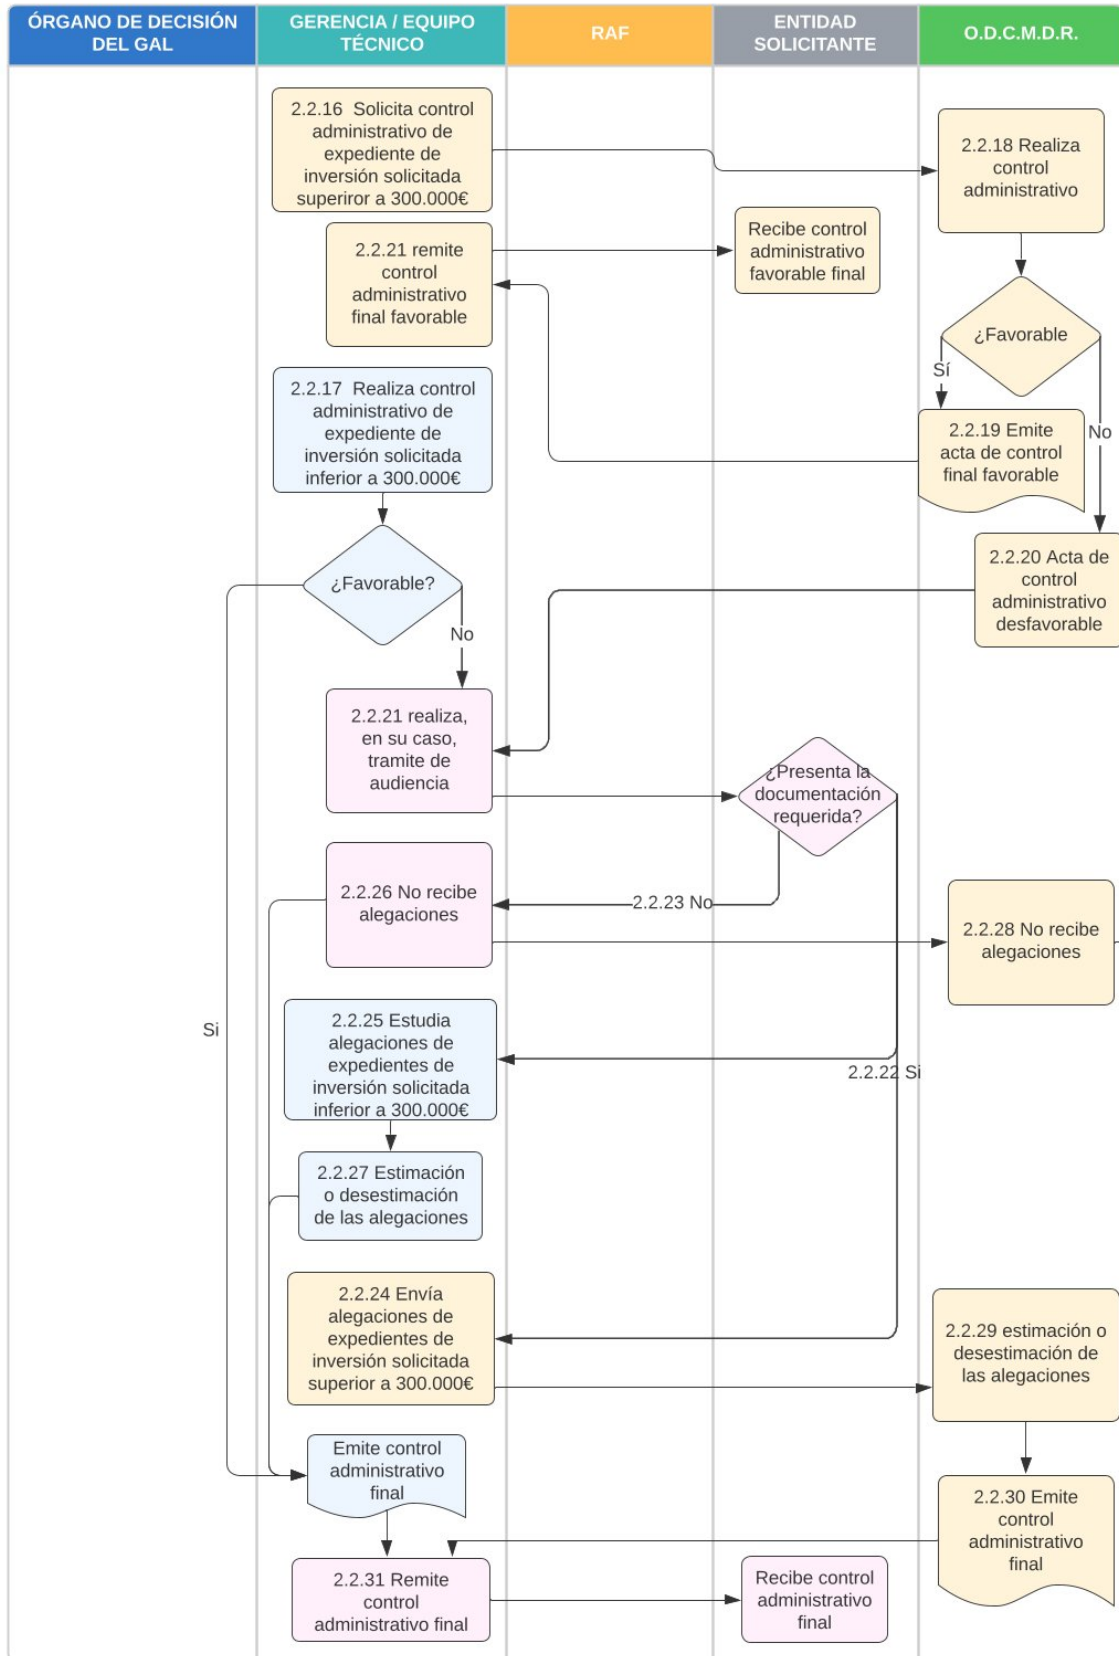 ÓRGANO DE DECISIÓN
DEL GAL
GERENCIA / EQUIPO
TÉCNICO
RAF
ENTIDAD
SOLICITANTE
O.D.C.M.D.R.
2.2.16 Solicita control
administrativo de
expediente de
inversión solicitada
superiror a 300.000€
2.2.18 Realiza
control
administrativo
2.2.21 remite
control
administrativo
final favorable
Recibe control
administrativo
favorable final
¿Favorable
Sí
No
2.2.17 Realiza control
administrativo de
expediente de
inversión solicitada
inferior a 300.000€
2.2.19 Emite
acta de control
final favorable
¿Favorable?
No
2.2.20 Acta de
control
administrativo
desfavorable
2.2.21 realiza,
en su caso,
tramite de
audiencia
¿Presenta la
documentación
requerida?
2.2.26 No recibe
alegaciones
2.2.23 No
2.2.28 No recibe
alegaciones
Si
2.2.25 Estudia
alegaciones de
expedientes de
inversión solicitada
inferior a 300.000€
2.2.22 Si
2.2.27 Estimación
o desestimación
de las alegaciones
2.2.24 Envía
alegaciones de
expedientes de
inversión solicitada
superior a 300.000€
2.2.29 estimación o
desestimación de
las alegaciones
Emite control
administrativo
final
2.2.30 Emite
control
administrativo
final
2.2.31 Remite
control
administrativo final
Recibe control
administrativo
final